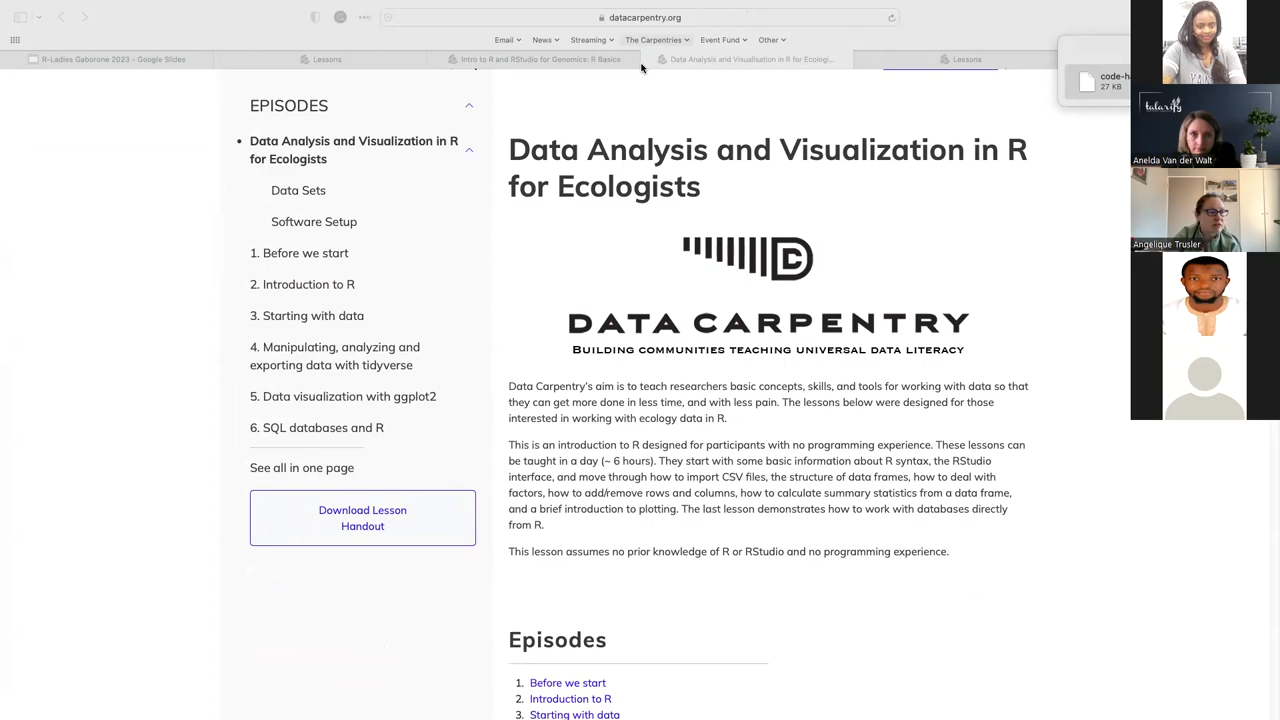 datacarpentry.org
Email News Streaming The Carpentries Event Fund Other
R-Ladies Gaborone 2023 – Google Slides
Lessons
Intro to R and RStudio for Genomics: R Basics
Data Analysis and Visualisation in R for Ecologi...
Lessons
code-ha
27 KB
EPISODES
Data Analysis and Visualization in R
for Ecologists
Data Sets
Software Setup
1. Before we start
2. Introduction to R
3. Starting with data
4. Manipulating, analyzing and
exporting data with tidyverse
5. Data visualization with ggplot2
6. SQL databases and R
See all in one page
Download Lesson
Handout
Data Analysis and Visualization in R
for Ecologists
DC
DATA CARPENTRY
BUILDING COMMUNITIES TEACHING UNIVERSAL DATA LITERACY
Data Carpentry's aim is to teach researchers basic concepts, skills, and tools for working with data so that
they can get more done in less time, and with less pain. The lessons below were designed for those
interested in working with ecology data in R.
This is an introduction to R designed for participants with no programming experience. These lessons can
be taught in a day (~ 6 hours). They start with some basic information about R syntax, the RStudio
interface, and move through how to import CSV files, the structure of data frames, how to deal with
factors, how to add/remove rows and columns, how to calculate summary statistics from a data frame,
and a brief introduction to plotting. The last lesson demonstrates how to work with databases directly
from R.
This lesson assumes no prior knowledge of R or RStudio and no programming experience.
Episodes
1. Before we start
2. Introduction to R
3. Starting with data
talarify
Anelda Van der Walt
Angelique Trusler